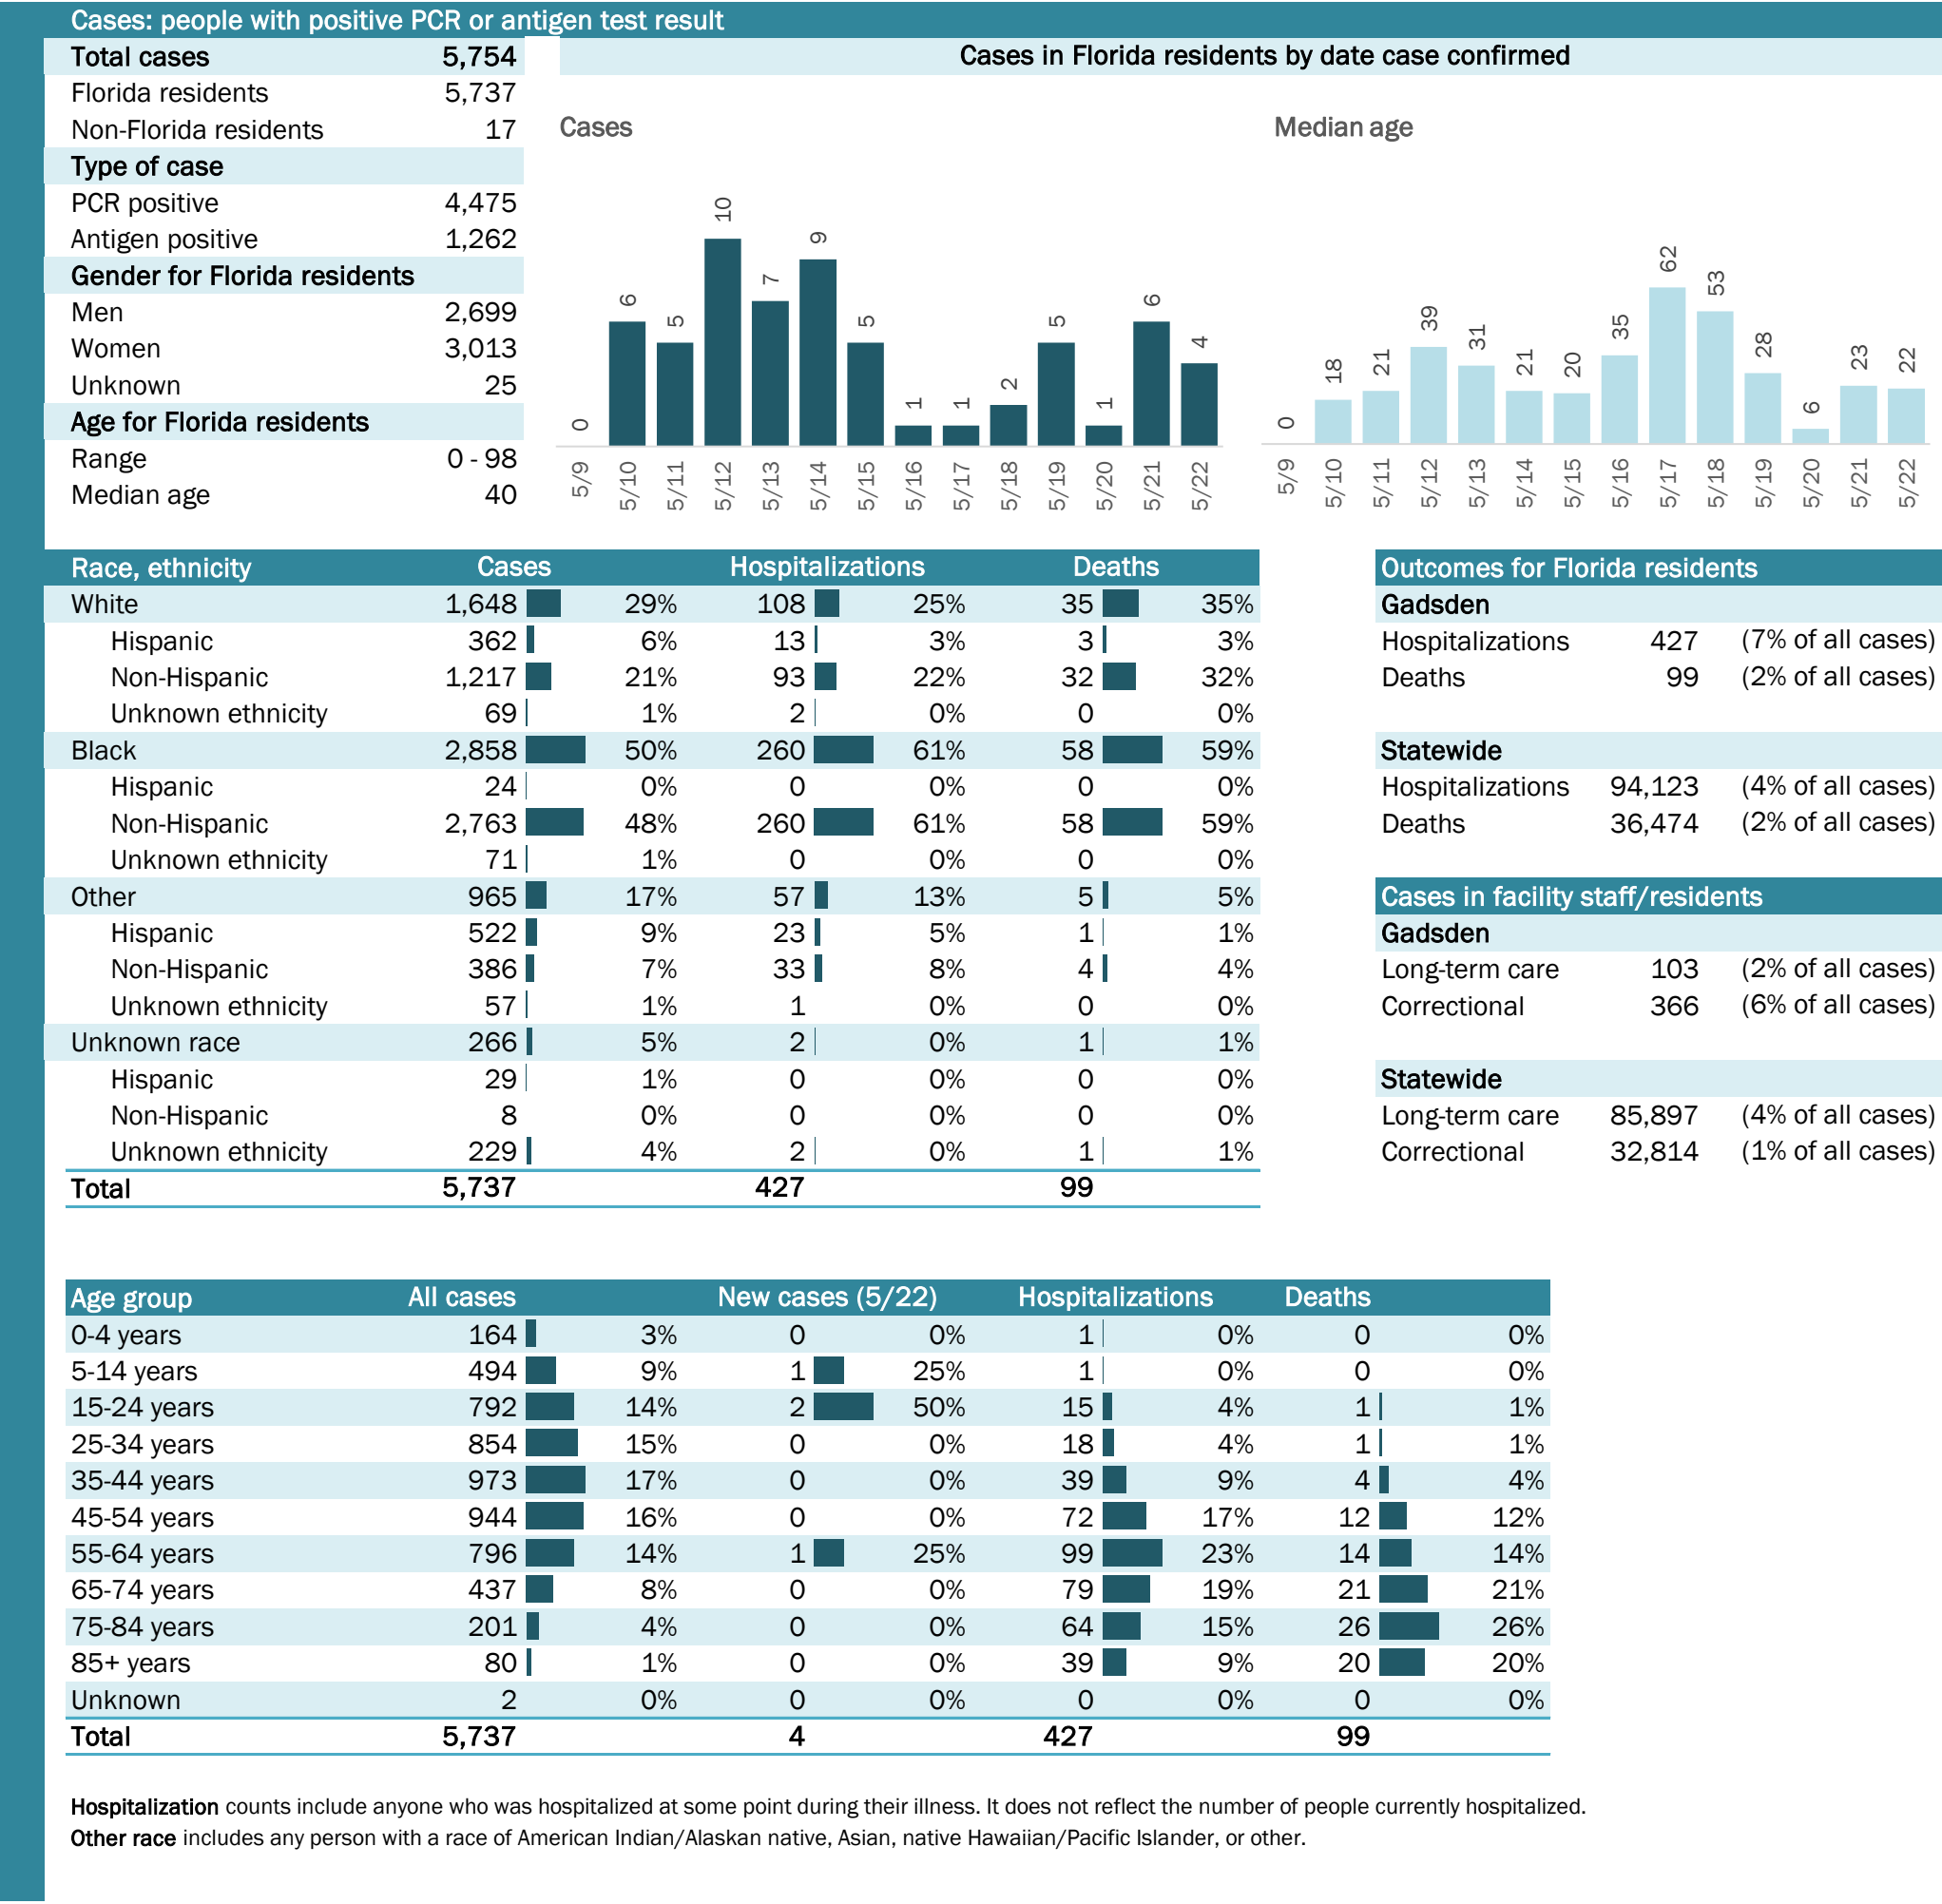 Cases: people with positive PCR or antigen test result
Total cases 5,754
Florida residents 5,737
Non-Florida residents 17
Type of case
PCR positive 4,475
Antigen positive 1,262
Gender for Florida residents
Men 2,699
Women 3,013
Unknown 25
Age for Florida residents
Range 0 - 98
Median age 40
Cases in Florida residents by date case confirmed
Cases
0 6 5 10 7 9 5 1 1 2 5 1 6 4
5/9 5/10 5/11 5/12 5/13 5/14 5/15 5/16 5/17 5/18 5/19 5/20 5/21 5/22
Median age
0 18 21 39 31 21 20 35 62 53 28 6 23 22
5/9 5/10 5/11 5/12 5/13 5/14 5/15 5/16 5/17 5/18 5/19 5/20 5/21 5/22
Race, ethnicity Cases Hospitalizations Deaths
White 1,648 29% 108 25% 35 35%
Hispanic 362 6% 13 3% 3 3%
Non-Hispanic 1,217 21% 93 22% 32 32%
Unknown ethnicity 69 1% 2 0% 0 0%
Black 2,858 50% 260 61% 58 59%
Hispanic 24 0% 0 0% 0 0%
Non-Hispanic 2,763 48% 260 61% 58 59%
Unknown ethnicity 71 1% 0 0% 0 0%
Other 965 17% 57 13% 5 5%
Hispanic 522 9% 23 5% 1 1%
Non-Hispanic 386 7% 33 8% 4 4%
Unknown ethnicity 57 1% 1 0% 0 0%
Unknown race 266 5% 2 0% 1 1%
Hispanic 29 1% 0 0% 0 0%
Non-Hispanic 8 0% 0 0% 0 0%
Unknown ethnicity 229 4% 2 0% 1 1%
Total 5,737 427 99
Outcomes for Florida residents
Gadsden
Hospitalizations 427 (7% of all cases)
Deaths 99 (2% of all cases)
Statewide
Hospitalizations 94,123 (4% of all cases)
Deaths 36,474 (2% of all cases)
Cases in facility staff/residents
Gadsden
Long-term care 103 (2% of all cases)
Correctional 366 (6% of all cases)
Statewide
Long-term care 85,897 (4% of all cases)
Correctional 32,814 (1% of all cases)
Age group All cases New cases (5/22) Hospitalizations Deaths
0-4 years 164 3% 0 0% 1 0% 0 0%
5-14 years 494 9% 1 25% 1 0% 0 0%
15-24 years 792 14% 2 50% 15 4% 1 1%
25-34 years 854 15% 0 0% 18 4% 1 1%
35-44 years 973 17% 0 0% 39 9% 4 4%
45-54 years 944 16% 0 0% 72 17% 12 12%
55-64 years 796 14% 1 25% 99 23% 14 14%
65-74 years 437 8% 0 0% 79 19% 21 21%
75-84 years 201 4% 0 0% 64 15% 26 26%
85+ years 80 1% 0 0% 39 9% 20 20%
Unknown 2 0% 0 0% 0 0% 0 0%
Total 5,737 4 427 99
Hospitalization counts include anyone who was hospitalized at some point during their illness. It does not reflect the number of people currently hospitalized.
Other race includes any person with a race of American Indian/Alaskan native, Asian, native Hawaiian/Pacific Islander, or other.